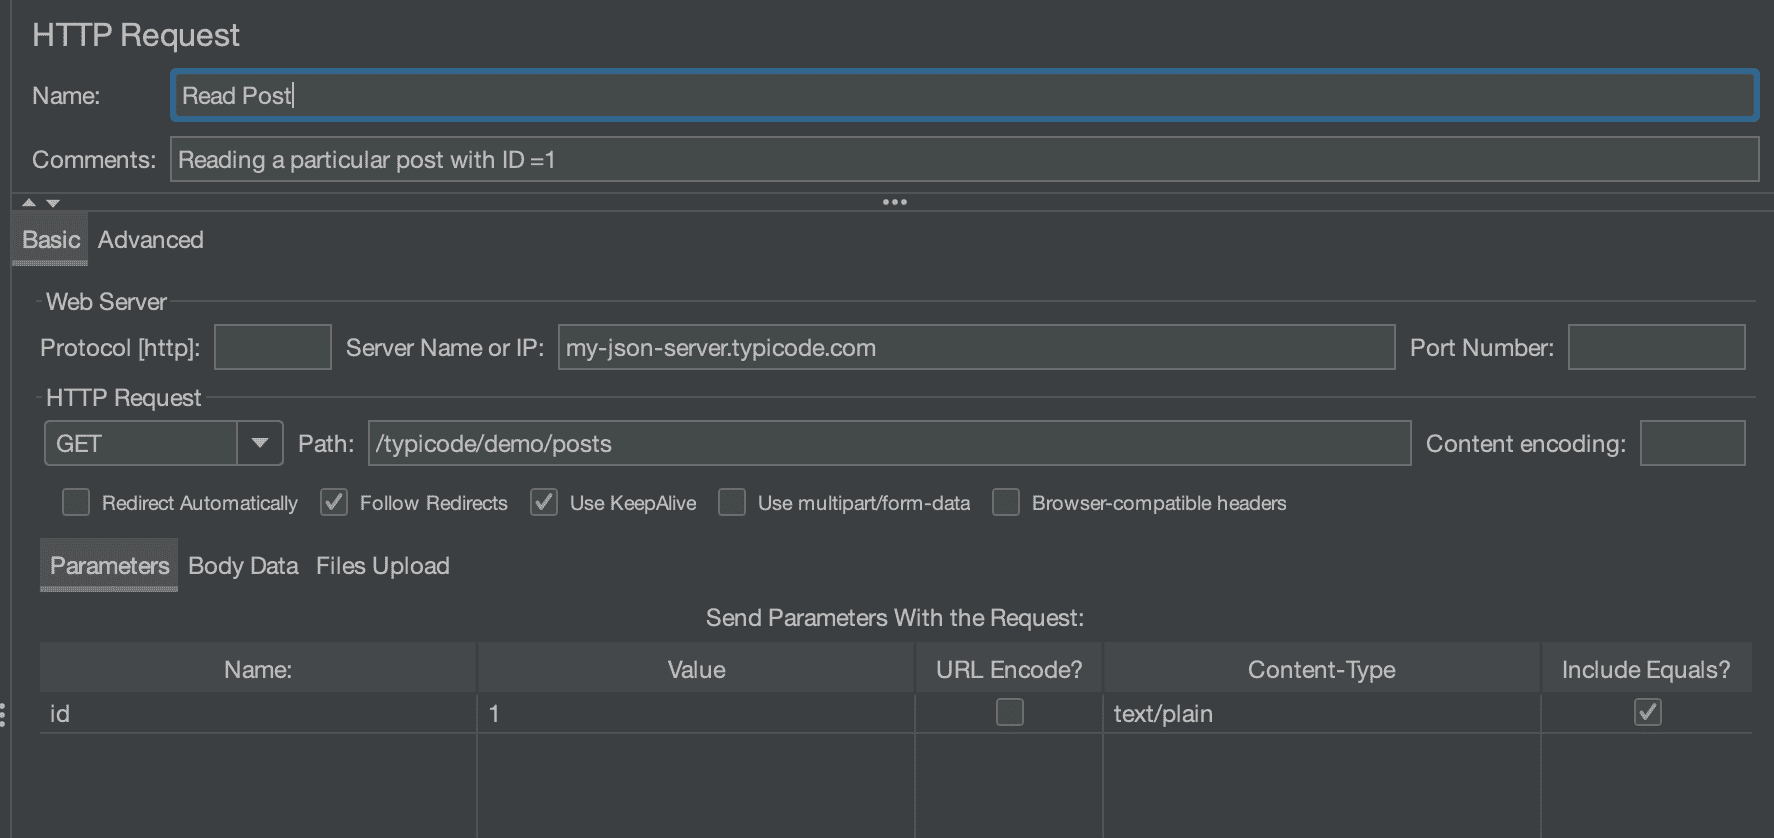 HTTP Request
Name: Read Post
Comments: Reading a particular post with ID =1
Basic Advanced
Web Server
Protocol [http]: Server Name or IP: my-json-server.typicode.com Port Number:
HTTP Request
GET Path: /typicode/demo/posts Content encoding:
Redirect Automatically Follow Redirects Use KeepAlive Use multipart/form-data Browser-compatible headers
Parameters Body Data Files Upload
Send Parameters With the Request:
Name: Value URL Encode? Content-Type Include Equals?
id 1 text/plain